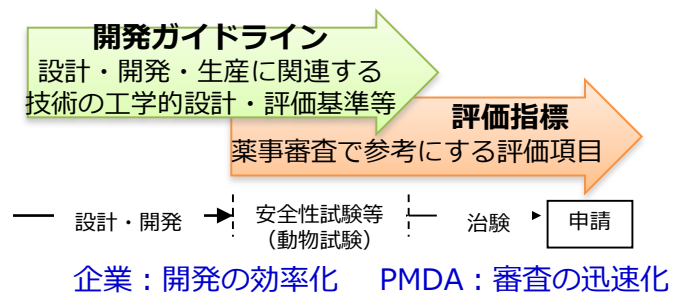 開発ガイドライン
設計・開発・生産に関連する
技術の工学的設計・評価基準等
評価指標
薬事審査で参考にする評価項目
設計・開発 安全性試験等 治験 申請
（動物試験）
企業：開発の効率化 PMDA：審査の迅速化